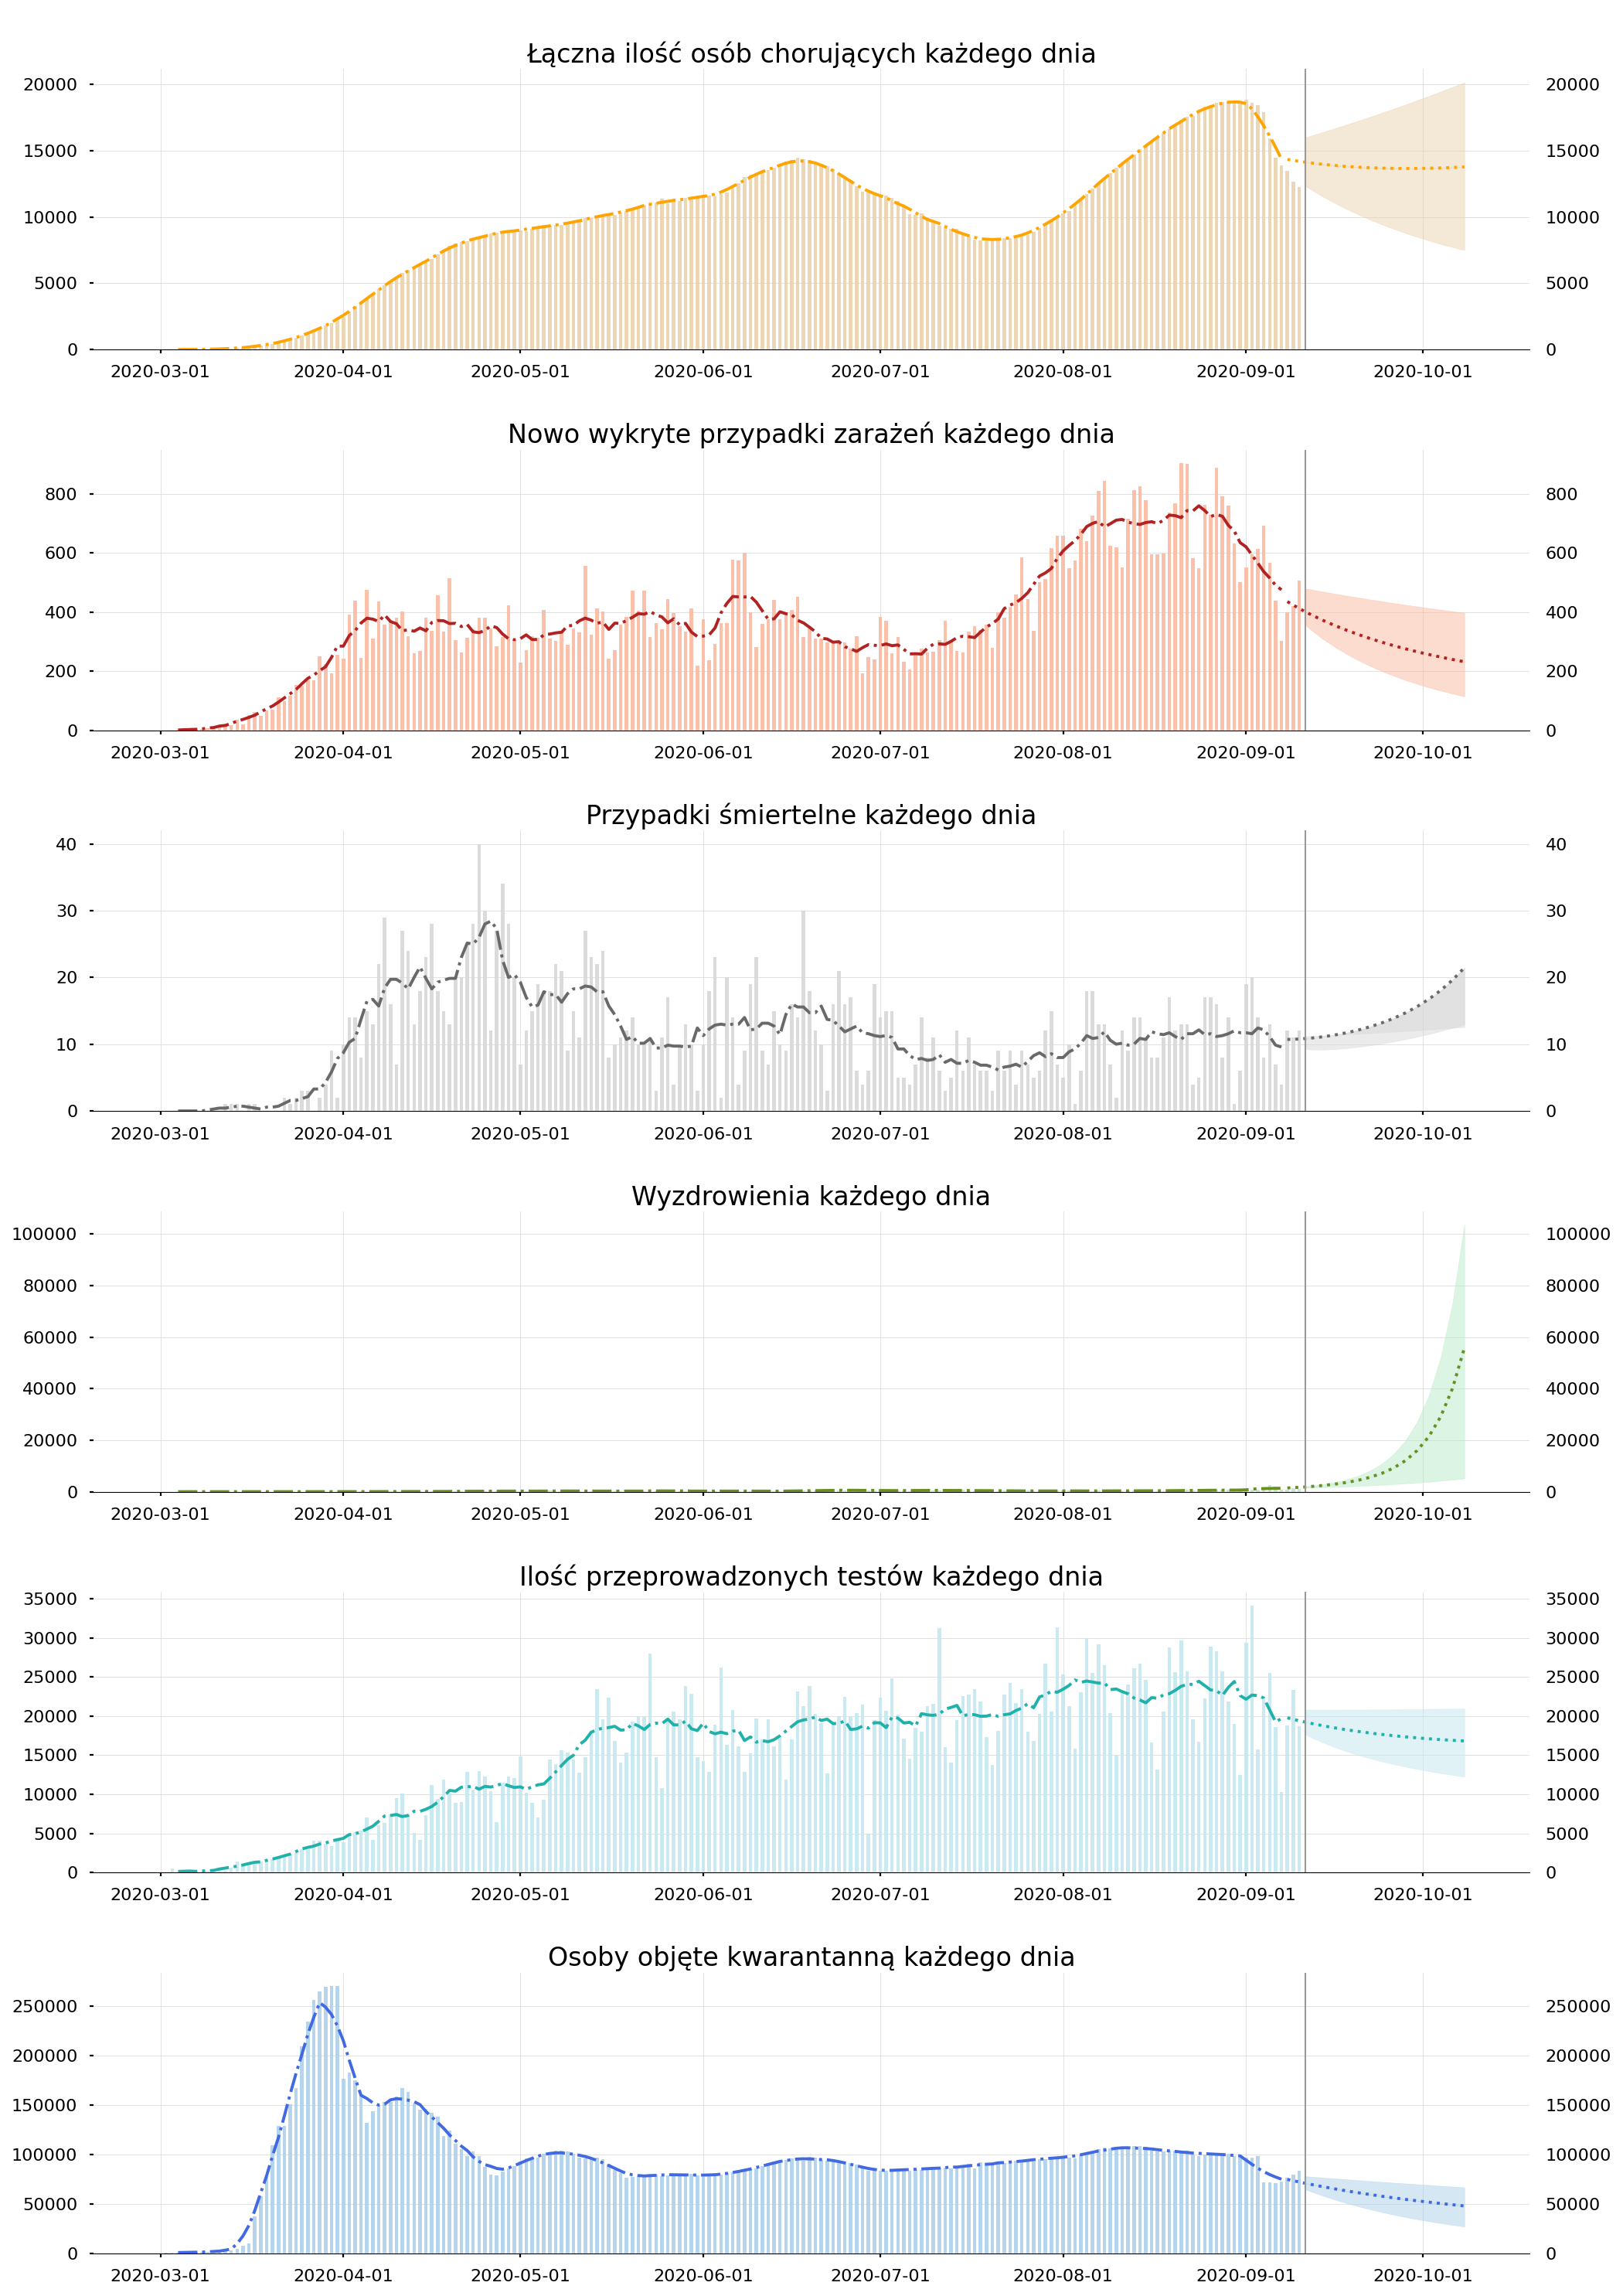 Łączna ilość osób chorujących każdego dnia
20000 20000
15000 15000
10000 10000
5000 5000
0 0
2020-03-01 2020-04-01 2020-05-01 2020-06-01 2020-07-01 2020-08-01 2020-09-01 2020-10-01
Nowo wykryte przypadki zarażeń każdego dnia
800 800
600 600
400 400
200 200
0 0
2020-03-01 2020-04-01 2020-05-01 2020-06-01 2020-07-01 2020-08-01 2020-09-01 2020-10-01
Przypadki śmiertelne każdego dnia
40 40
30 30
20 20
10 10
0 0
2020-03-01 2020-04-01 2020-05-01 2020-06-01 2020-07-01 2020-08-01 2020-09-01 2020-10-01
Wyzdrowienia każdego dnia
100000 100000
80000 80000
60000 60000
40000 40000
20000 20000
0 0
2020-03-01 2020-04-01 2020-05-01 2020-06-01 2020-07-01 2020-08-01 2020-09-01 2020-10-01
Ilość przeprowadzonych testów każdego dnia
35000 35000
30000 30000
25000 25000
20000 20000
15000 15000
10000 10000
5000 5000
0 0
2020-03-01 2020-04-01 2020-05-01 2020-06-01 2020-07-01 2020-08-01 2020-09-01 2020-10-01
Osoby objęte kwarantanną każdego dnia
250000 250000
200000 200000
150000 150000
100000 100000
50000 50000
0 0
2020-03-01 2020-04-01 2020-05-01 2020-06-01 2020-07-01 2020-08-01 2020-09-01 2020-10-01